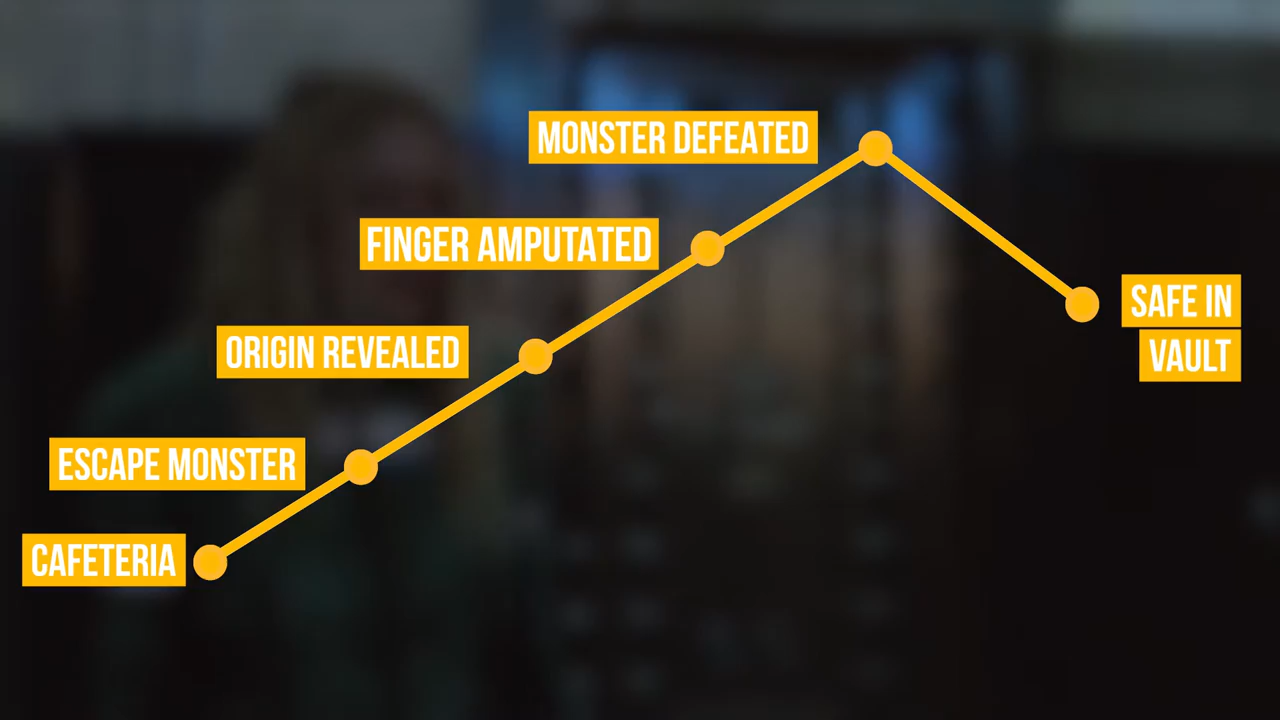 MONSTER DEFEATED
FINGER AMPUTATED
SAFE IN
VAULT
ORIGIN REVEALED
ESCAPE MONSTER
CAFETERIA